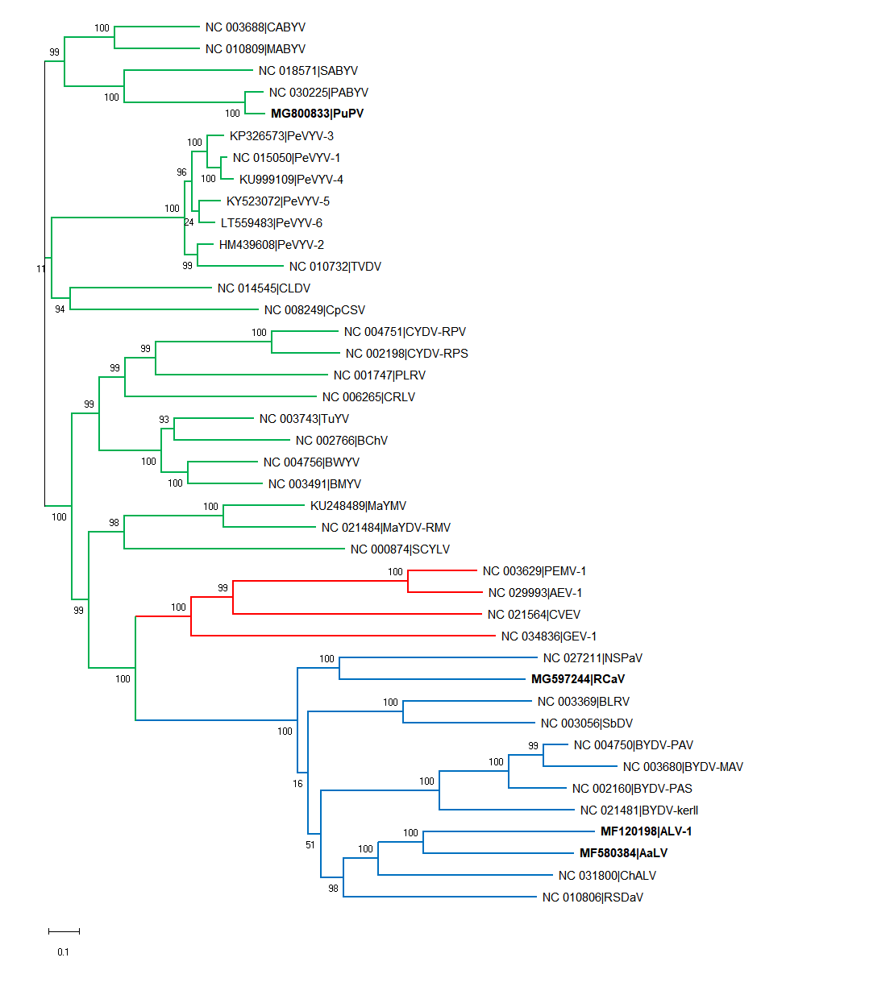 100
NC 003688|CABYV
99
NC 010809|MABYV
NC 018571|SABYV
100
NC 030225|PABYV
100
MG800833|PuPV
KP326573|PeVYV-3
100
NC 015050|PeVYV-1
96
100
KU999109|PeVYV-4
KY523072|PeVYV-5
100
24
LT559483|PeVYV-6
HM439608|PeVYV-2
11
99
NC 010732|TVDV
NC 014545|CLDV
94
NC 008249|CpCSV
100
NC 004751|CYDV-RPV
99
NC 002198|CYDV-RPS
99
NC 001747|PLRV
99
NC 006265|CRLV
93
NC 003743|TuYV
NC 002766|BChV
100
NC 004756|BWYV
100
NC 003491|BMYV
100
100
KU248489|MaYMV
98
NC 021484|MaYDV-RMV
NC 000874|SCYLV
100
NC 003629|PEMV-1
99
NC 029993|AEV-1
99
100
NC 021564|CVEV
NC 034836|GEV-1
100
NC 027211|NSPaV
100
MG597244|RCaV
100
NC 003369|BLRV
100
NC 003056|SbDV
99
NC 004750|BYDV-PAV
100
NC 003680|BYDV-MAV
16
100
NC 002160|BYDV-PAS
NC 021481|BYDV-kerII
100
MF120198|ALV-1
51
100
MF580384|AaLV
NC 031800|ChALV
98
NC 010806|RSDaV
0.1